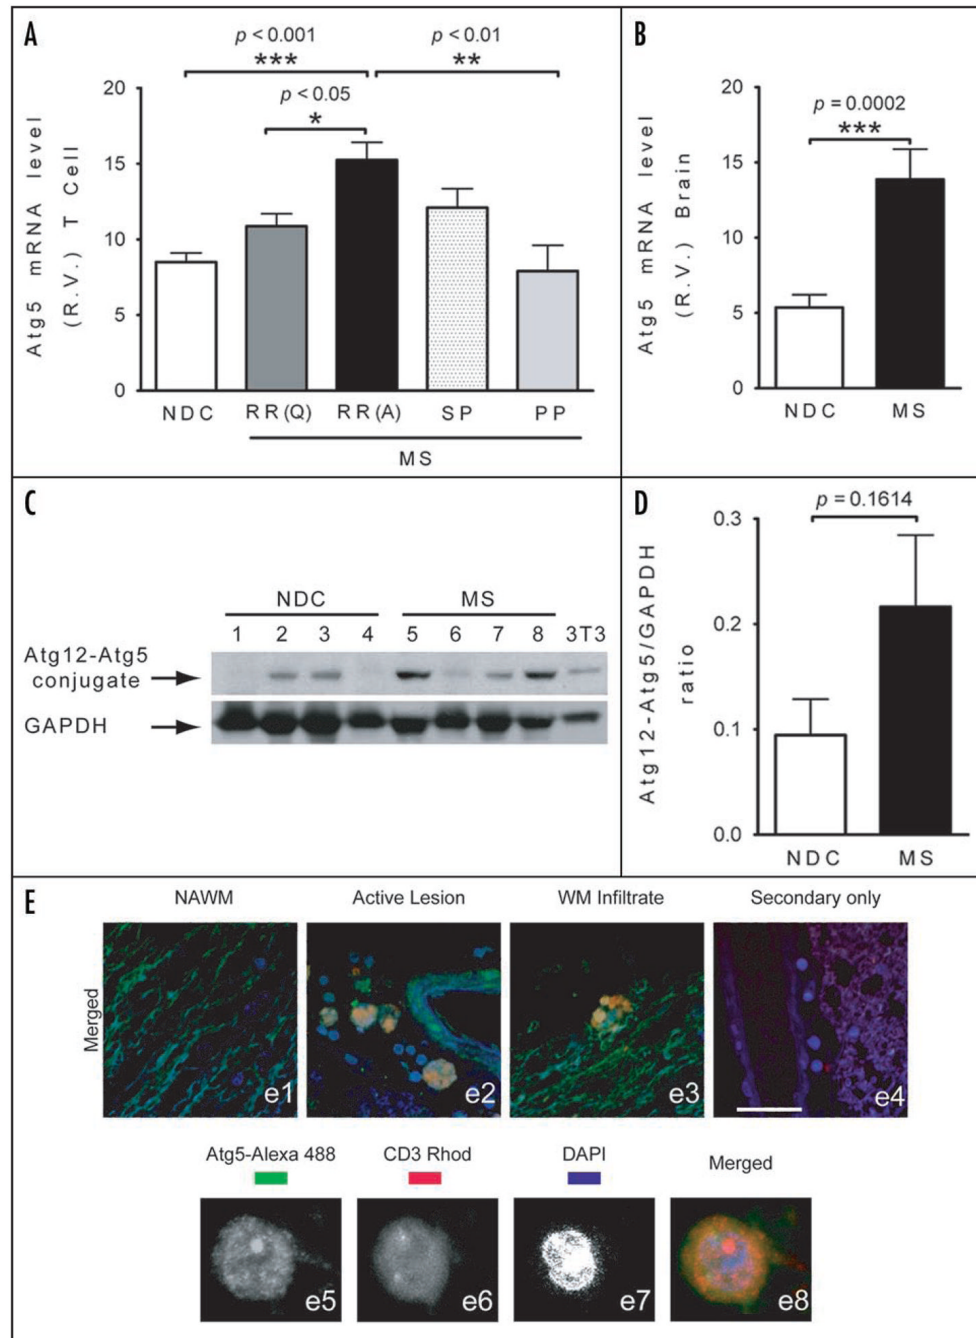 A
p < 0.001
***
p < 0.01
**
p < 0.05
*
Atg5 mRNA level
(R.V.) T Cell
20
15
10
5
0
NDC RR(Q) RR(A) SP PP
MS
B
p = 0.0002
***
Atg5 mRNA level
(R.V.) Brain
20
15
10
5
0
NDC MS
C
NDC MS
1 2 3 4 5 6 7 8 3T3
Atg12-Atg5
conjugate
GAPDH
D
p = 0.1614
Atg12-Atg5/GAPDH
ratio
0.3
0.2
0.1
0.0
NDC MS
E
NAWM Active Lesion WM Infiltrate Secondary only
Merged
e1 e2 e3 e4
Atg5-Alexa 488 CD3 Rhod DAPI Merged
e5 e6 e7 e8